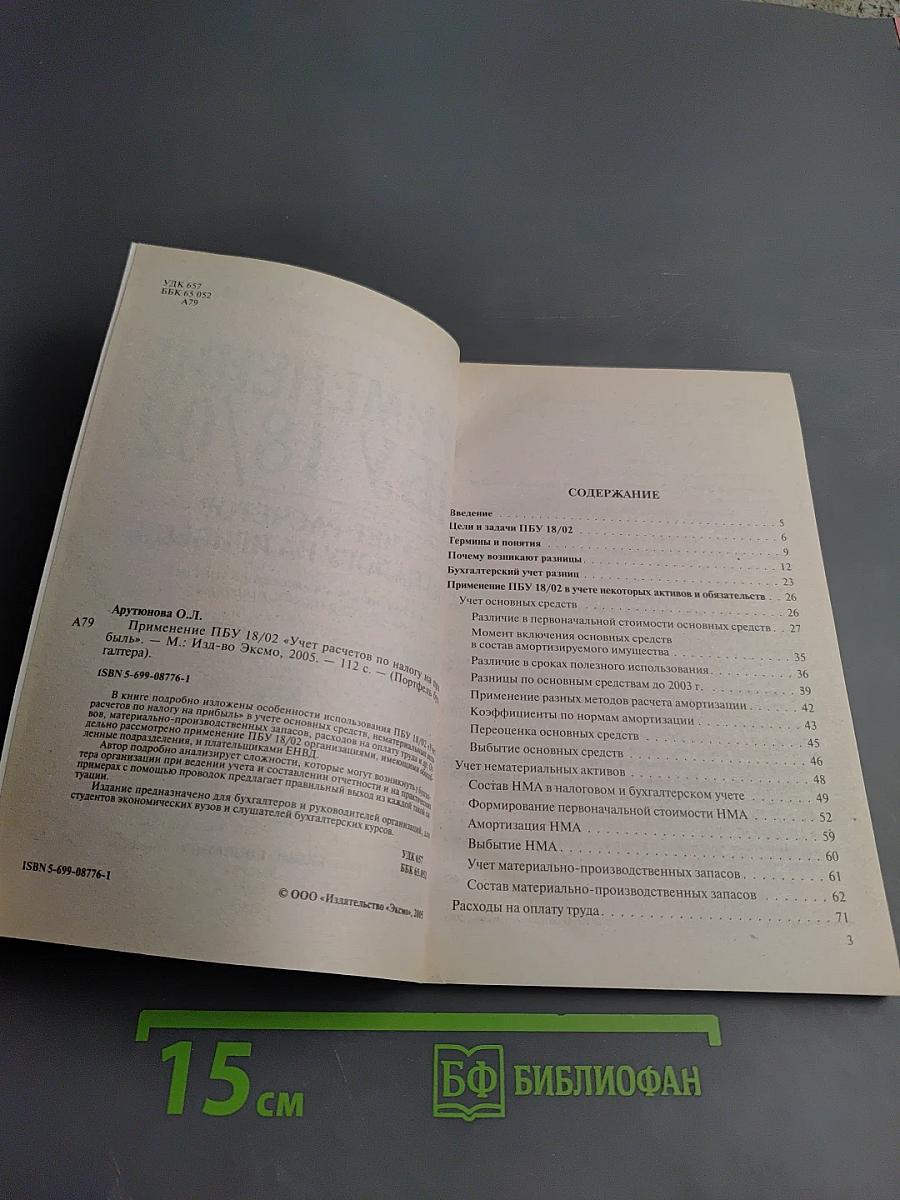 УДК 657
ББК 65.052
А79
Арутюнова О.Л.
А79 Применение ПБУ 18/02 «Учет расчетов по налогу на при
быль». — М.: Изд-во Эксмо, 2005. — 112 с. — (Портфель бух
галтера).
ISBN 5-699-08776-1
В книге подробно изложены особенности использования ПБУ 18/02 «Учет
расчетов по налогу на прибыль» в учете основных средств, нематериальных
вов, материально-производственных запасов, расходов на оплату труда и др. От
дельно рассмотрено применение ПБУ 18/02 организациями, имеющими обособ
ленные подразделения, и плательщиками ЕНВД.
Автор подробно анализирует сложности, которые могут возникнуть у бухгал
тера организации при ведении учета и составлении отчетности и на практических
примерах с помощью проводок предлагает правильный выход из каждой такой си
туации.
Издание предназначено для бухгалтеров и руководителей организаций, для
студентов экономических вузов и слушателей бухгалтерских курсов.
УДК 657
ББК 65.052
ISBN 5-699-08776-1
© ООО «Издательство «Эксмо», 2005
СОДЕРЖАНИЕ
Введение 5
Цели и задачи ПБУ 18/02 6
Термины и понятия 9
Почему возникают разницы 12
Бухгалтерский учет разниц 23
Применение ПБУ 18/02 в учете некоторых активов и обязательств 26
Учет основных средств 26
Различие в первоначальной стоимости основных средств 27
Момент включения основных средств
в состав амортизируемого имущества 35
Различие в сроках полезного использования 36
Разницы по основным средствам до 2003 г. 39
Применение разных методов расчета амортизации 42
Коэффициенты по нормам амортизации 43
Переоценка основных средств 45
Выбытие основных средств 46
Учет нематериальных активов 48
Состав НМА в налоговом и бухгалтерском учете 49
Формирование первоначальной стоимости НМА 52
Амортизация НМА 59
Выбытие НМА 60
Учет материально-производственных запасов 61
Состав материально-производственных запасов 62
Расходы на оплату труда 71
3
15 см
БФ БИБЛИОФАН